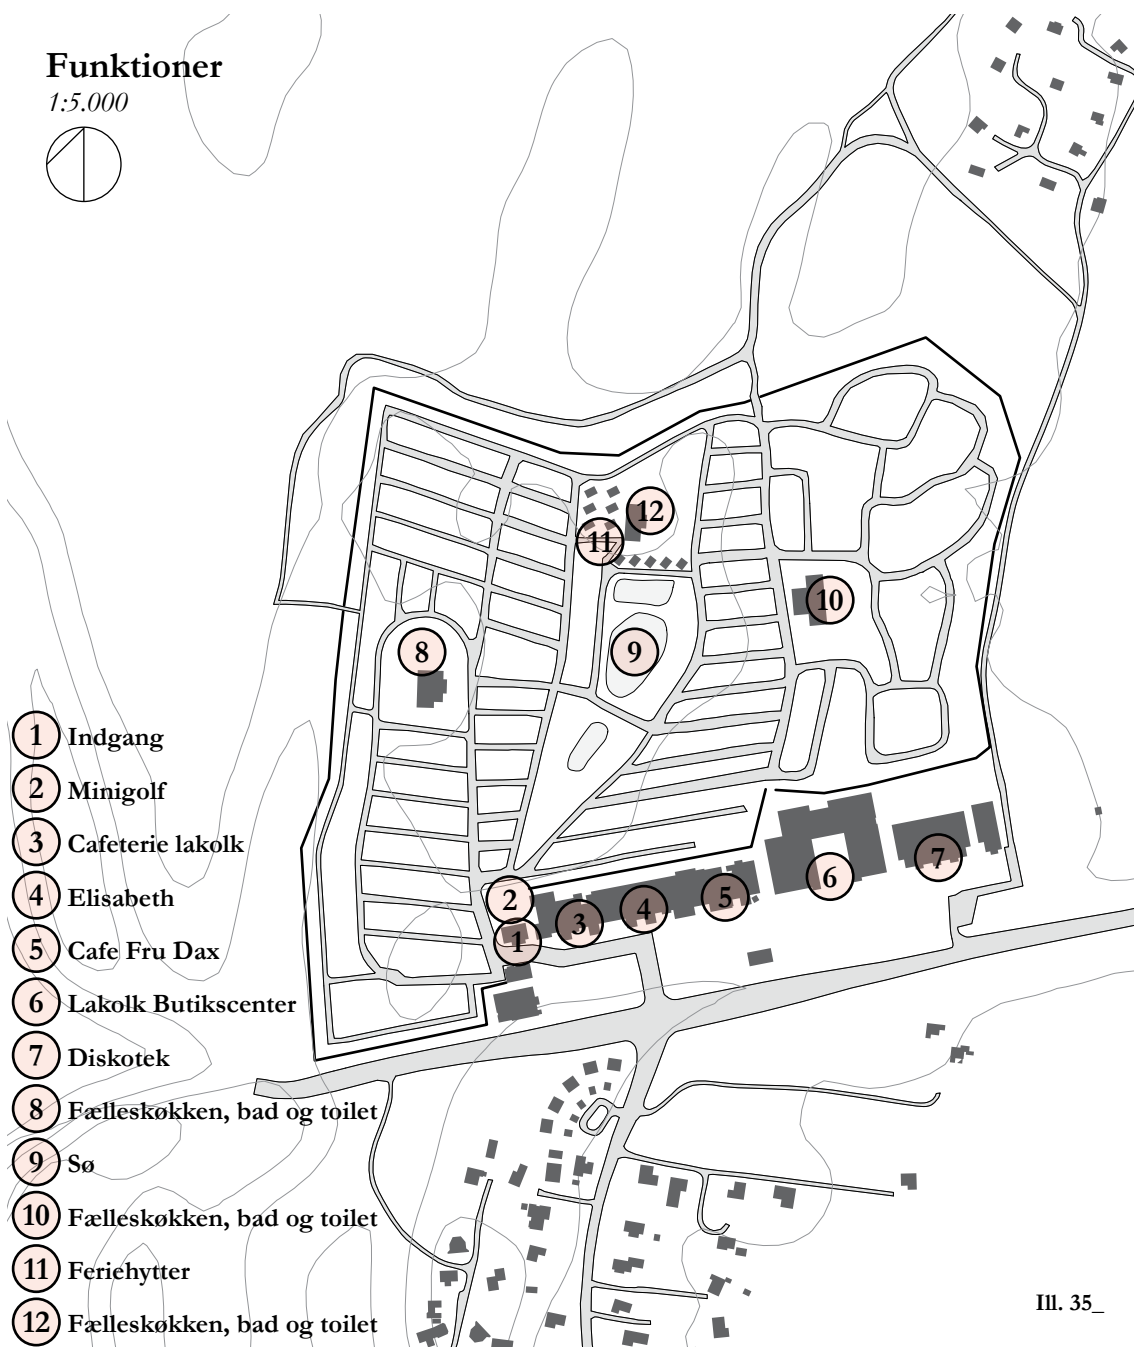 Funktioner
1:5.000
12
11
10
8
9
2
3
4
5
6
7
1
1 Indgang
2 Minigolf
3 Cafeterie lakolk
4 Elisabeth
5 Cafe Fru Dax
6 Lakolk Butikscenter
7 Diskotek
8 Fælleskøkken, bad og toilet
9 Sø
10 Fælleskøkken, bad og toilet
11 Feriehytter
12 Fælleskøkken, bad og toilet
Ill. 35_